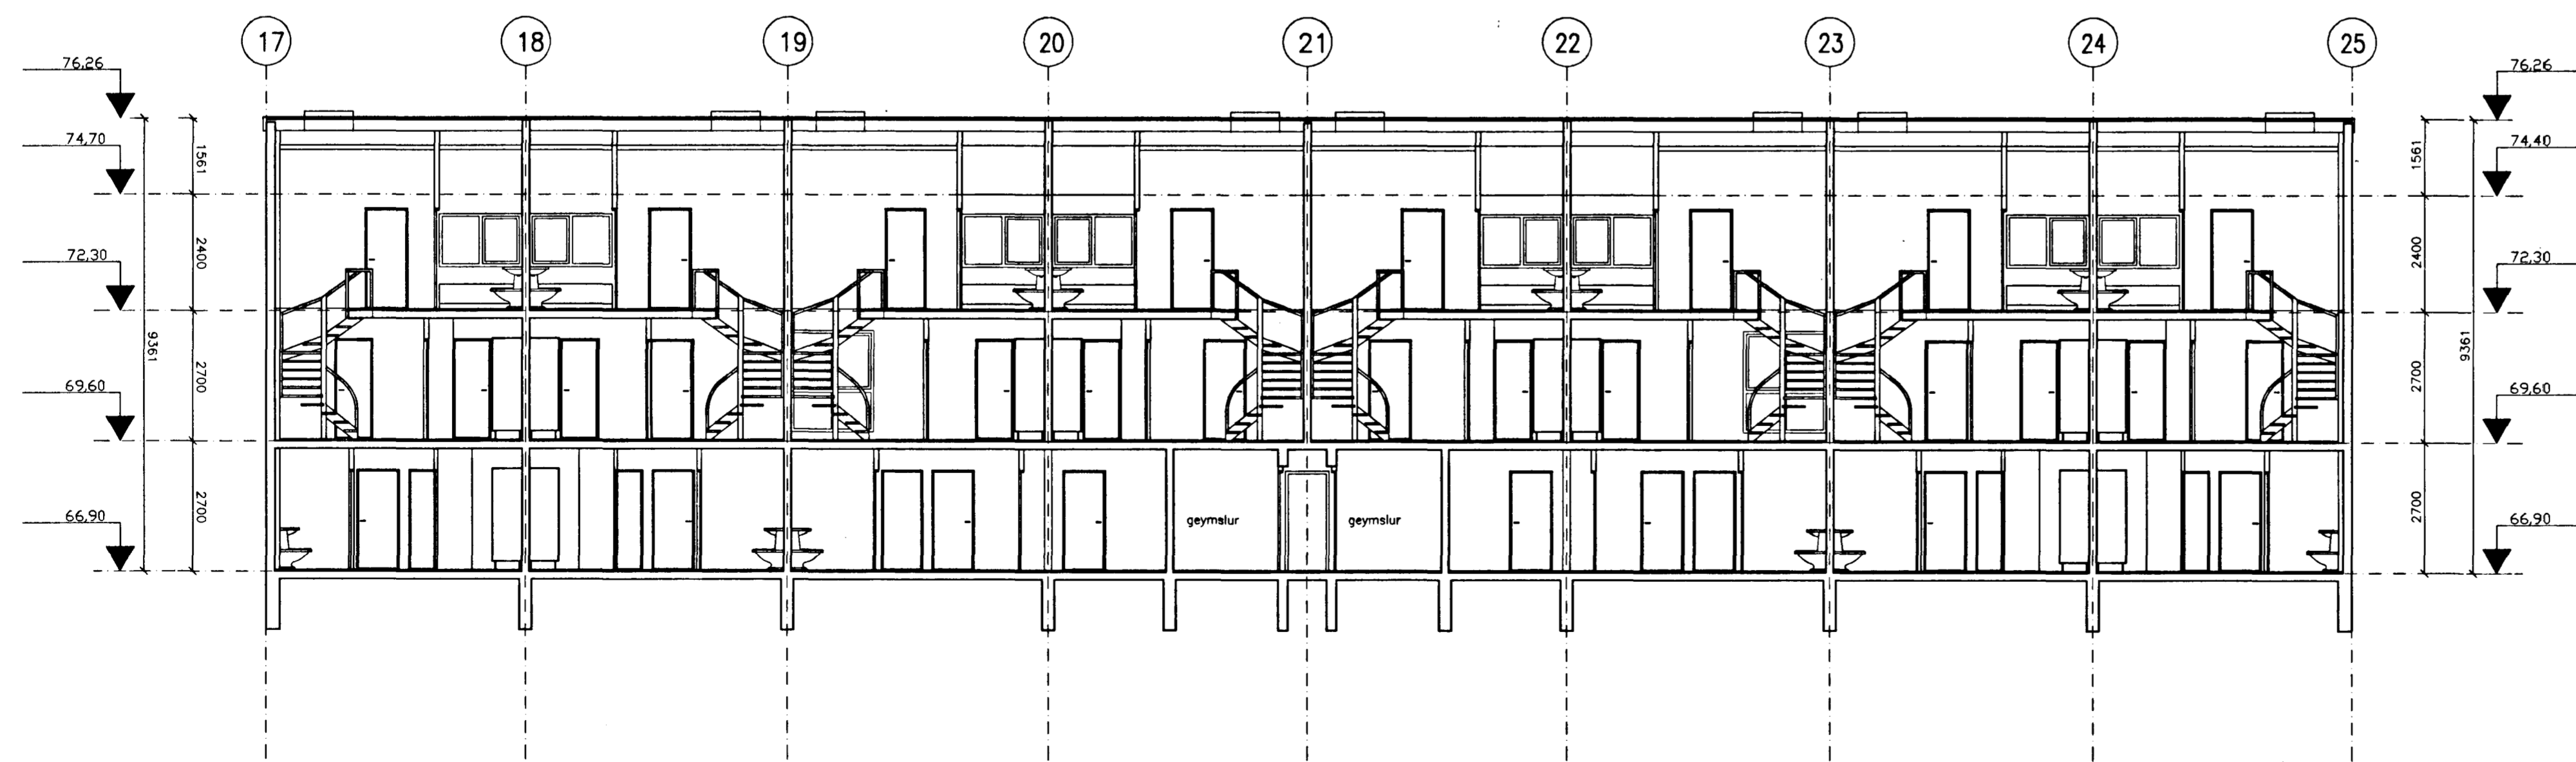 17 18 19 20 21 22 23 24 25
76,26 76,26
74,70 1561 1561 74,40
72,30 2400 2400 72,30
9361 9361
69,60 2700 2700 69,60
66,90 2700 geymslur geymslur 2700 66,90